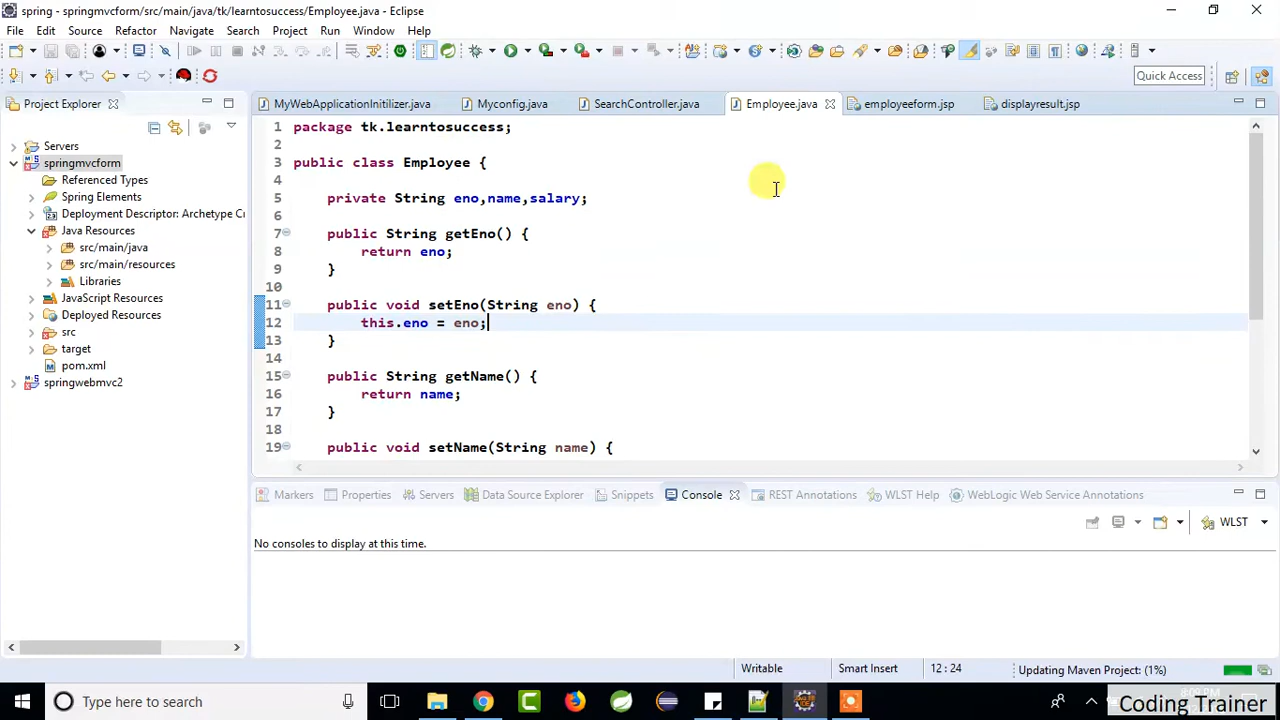 spring - springmvcform/src/main/java/tk/learntosuccess/Employee.java - Eclipse
File Edit Source Refactor Navigate Search Project Run Window Help
Quick Access
Project Explorer
MyWebApplicationInitilizer.java Myconfig.java SearchController.java Employee.java employeeform.jsp displayresult.jsp
Servers
springmvcform
Referenced Types
Spring Elements
Deployment Descriptor: Archetype C
Java Resources
src/main/java
src/main/resources
Libraries
JavaScript Resources
Deployed Resources
src
target
pom.xml
springwebmvc2
1 package tk.learntosuccess;
2
3 public class Employee {
4
5 private String eno,name,salary;
6
7 public String getEno() {
8 return eno;
9 }
10
11 public void setEno(String eno) {
12 this.eno = eno;
13 }
14
15 public String getName() {
16 return name;
17 }
18
19 public void setName(String name) {
Markers Properties Servers Data Source Explorer Snippets Console REST Annotations WLST Help WebLogic Web Service Annotations
WLST
No consoles to display at this time.
Writable Smart Insert 12 : 24 Updating Maven Project: (1%)
Type here to search
Coding Trainer